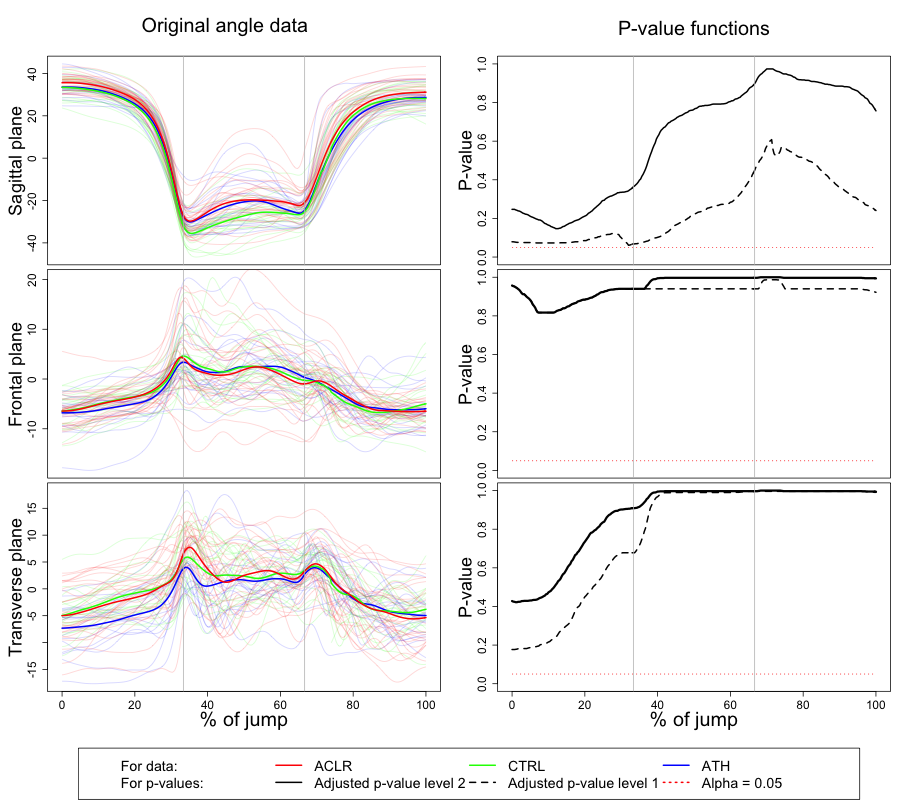 Original angle data
P-value functions
Sagittal plane
40
20
0
-20
-40
P-value
1.0
0.8
0.6
0.4
0.2
0.0
Frontal plane
20
10
0
-10
P-value
1.0
0.8
0.6
0.4
0.2
0.0
Transverse plane
15
10
5
0
-5
-15
P-value
1.0
0.8
0.6
0.4
0.2
0.0
0 20 40 60 80 100
% of jump
0 20 40 60 80 100
% of jump
For data: ACLR CTRL ATH
For p-values: Adjusted p-value level 2 Adjusted p-value level 1 Alpha = 0.05